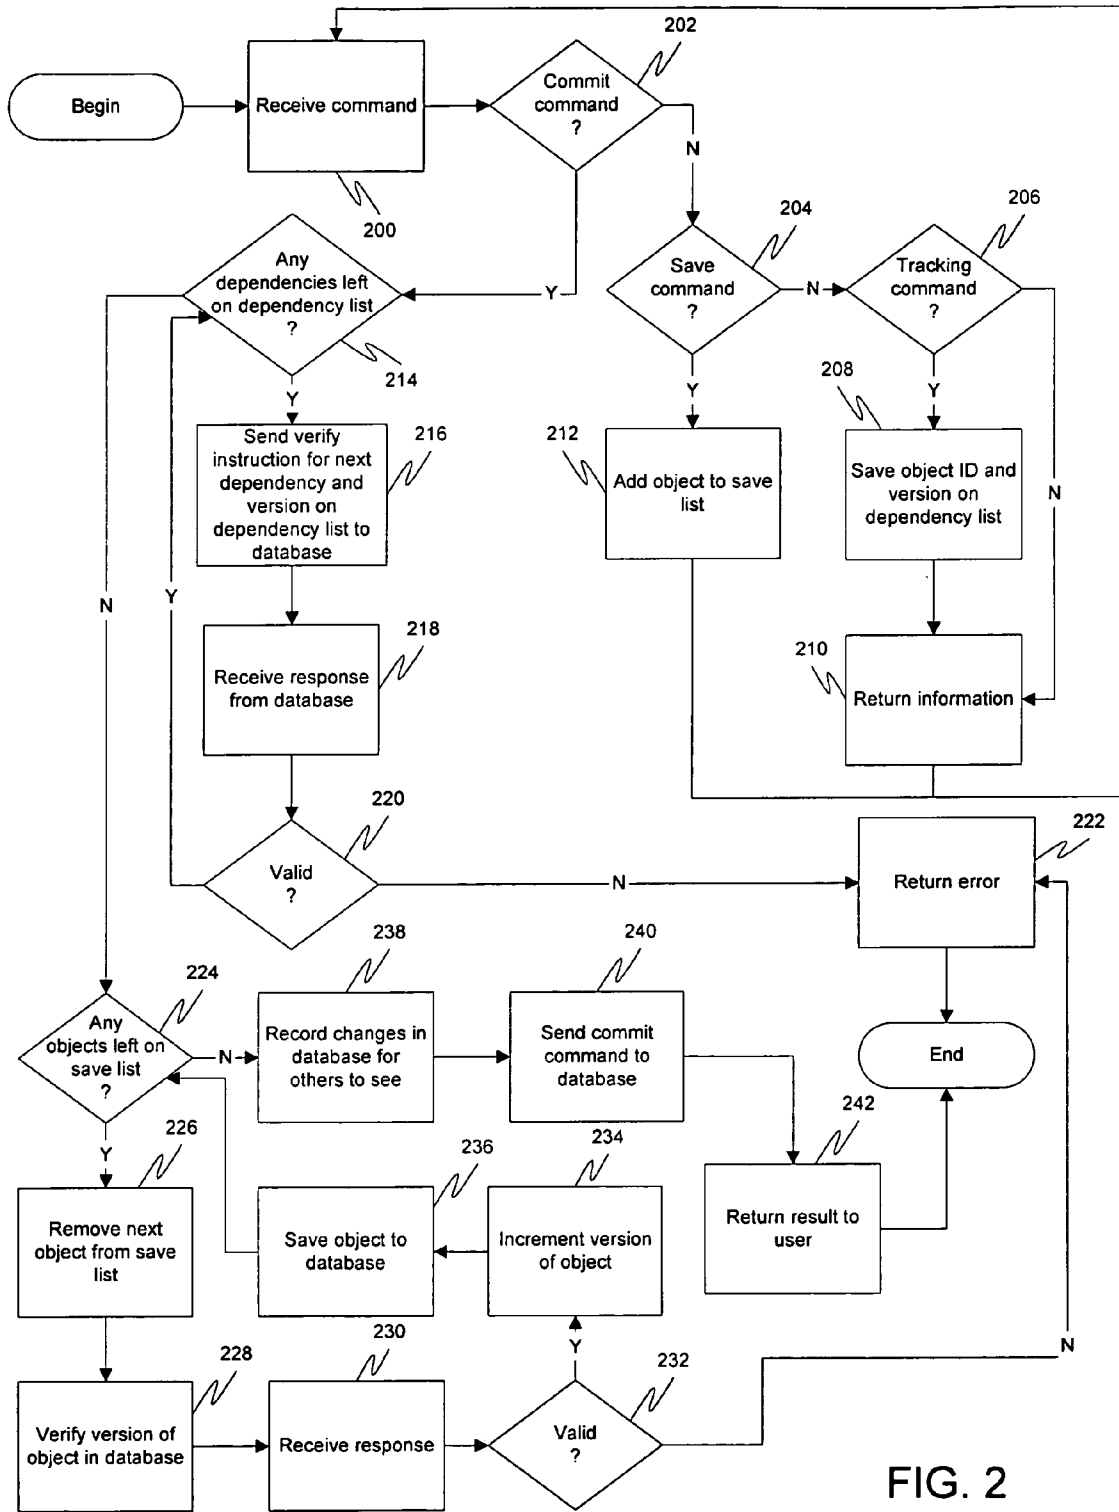 202
Begin
Receive command
Commit
command
?
N
200
204
206
Any
dependencies left
on dependency list
?
Y
Save
command
?
N
Tracking
command
?
214
Y
Y
Y
208
Send verify
instruction for next
dependency and
version on
dependency list to
database
216
212
Add object to save
list
Save object ID and
version on
dependency list
N
N
Y
218
Receive response
from database
210
Return information
220
Valid
?
N
222
Return error
224
238
240
Any
objects left on
save list
?
N
Record changes in
database for
others to see
Send commit
command to
database
End
Y
226
236
234
242
Remove next
object from save
list
Save object to
database
Increment version
of object
Return result to
user
228
230
Y
232
N
Verify version of
object in database
Receive response
Valid
?
FIG. 2